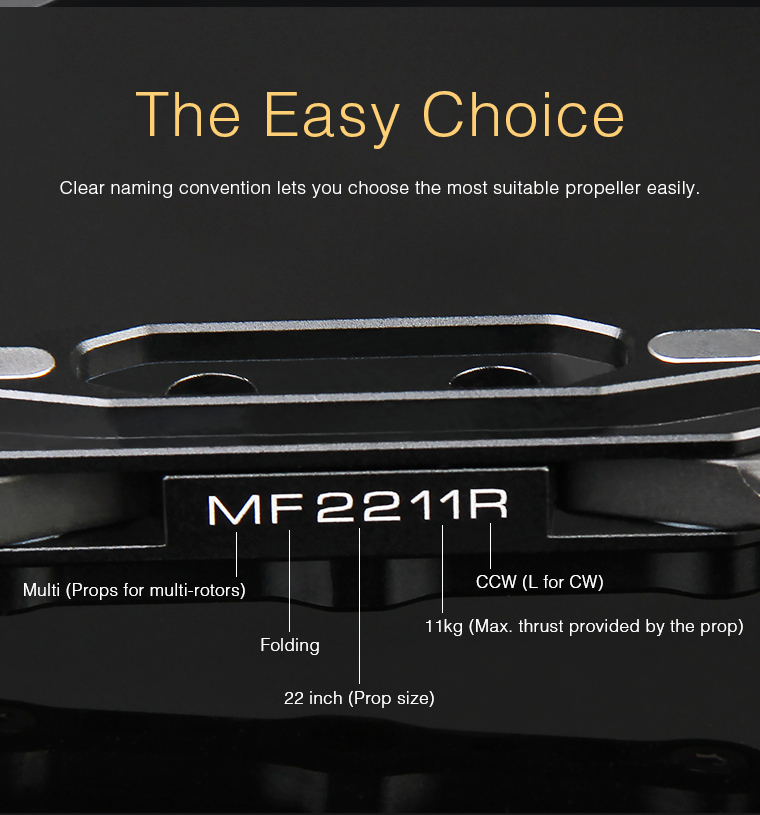 The Easy Choice
Clear naming convention lets you choose the most suitable propeller easily.
MF2211R
Multi (Props for multi-rotors)
CCW (L for CW)
11kg (Max. thrust provided by the prop)
Folding
22 inch (Prop size)